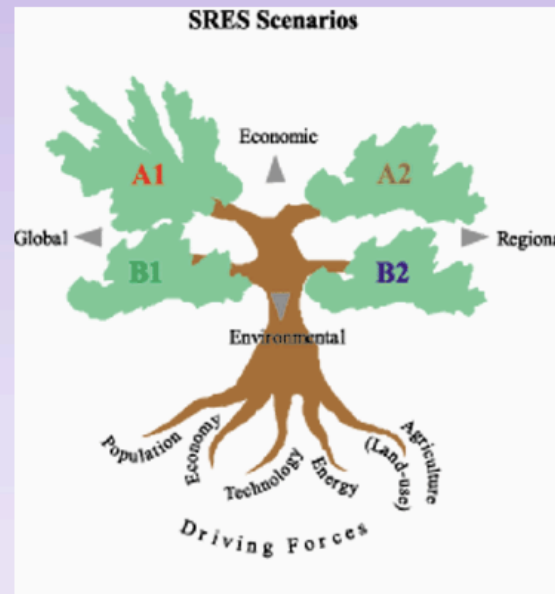 SRES Scenarios
Economic
A1
A2
Global
Regiona
B1
B2
Environmental
Population
Economy
Technology
Energy
Agriculture
(Land-use)
Driving Forces